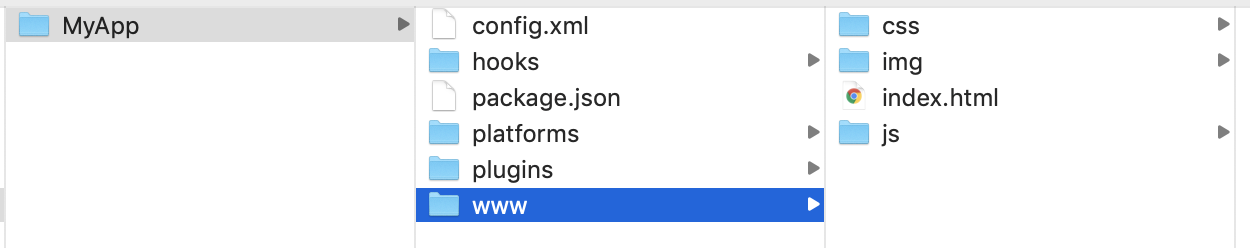 MyApp
config.xml
hooks
package.json
platforms
plugins
www
css
img
index.html
js